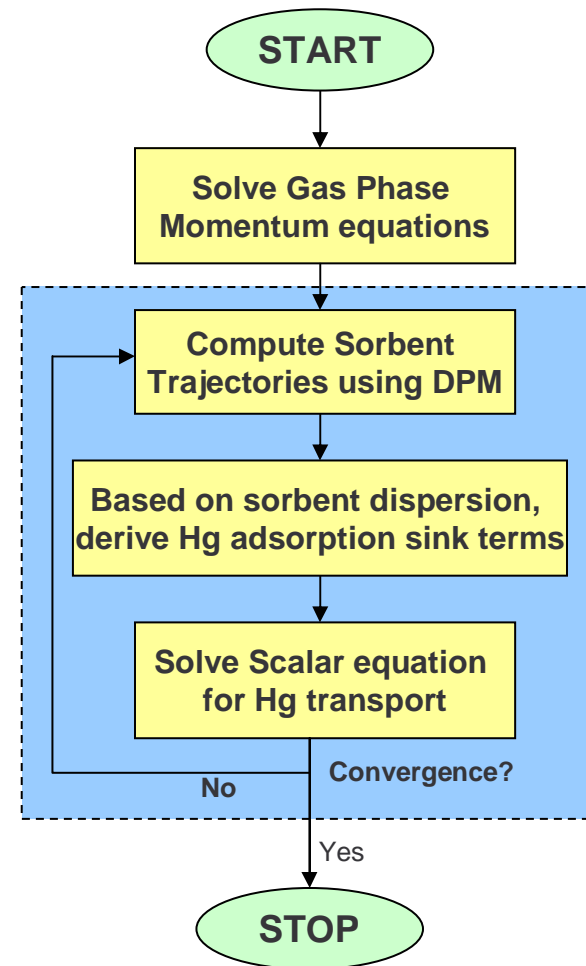 START
Solve Gas Phase
Momentum equations
Compute Sorbent
Trajectories using DPM
Based on sorbent dispersion,
derive Hg adsorption sink terms
Solve Scalar equation
for Hg transport
Convergence?
No
Yes
STOP